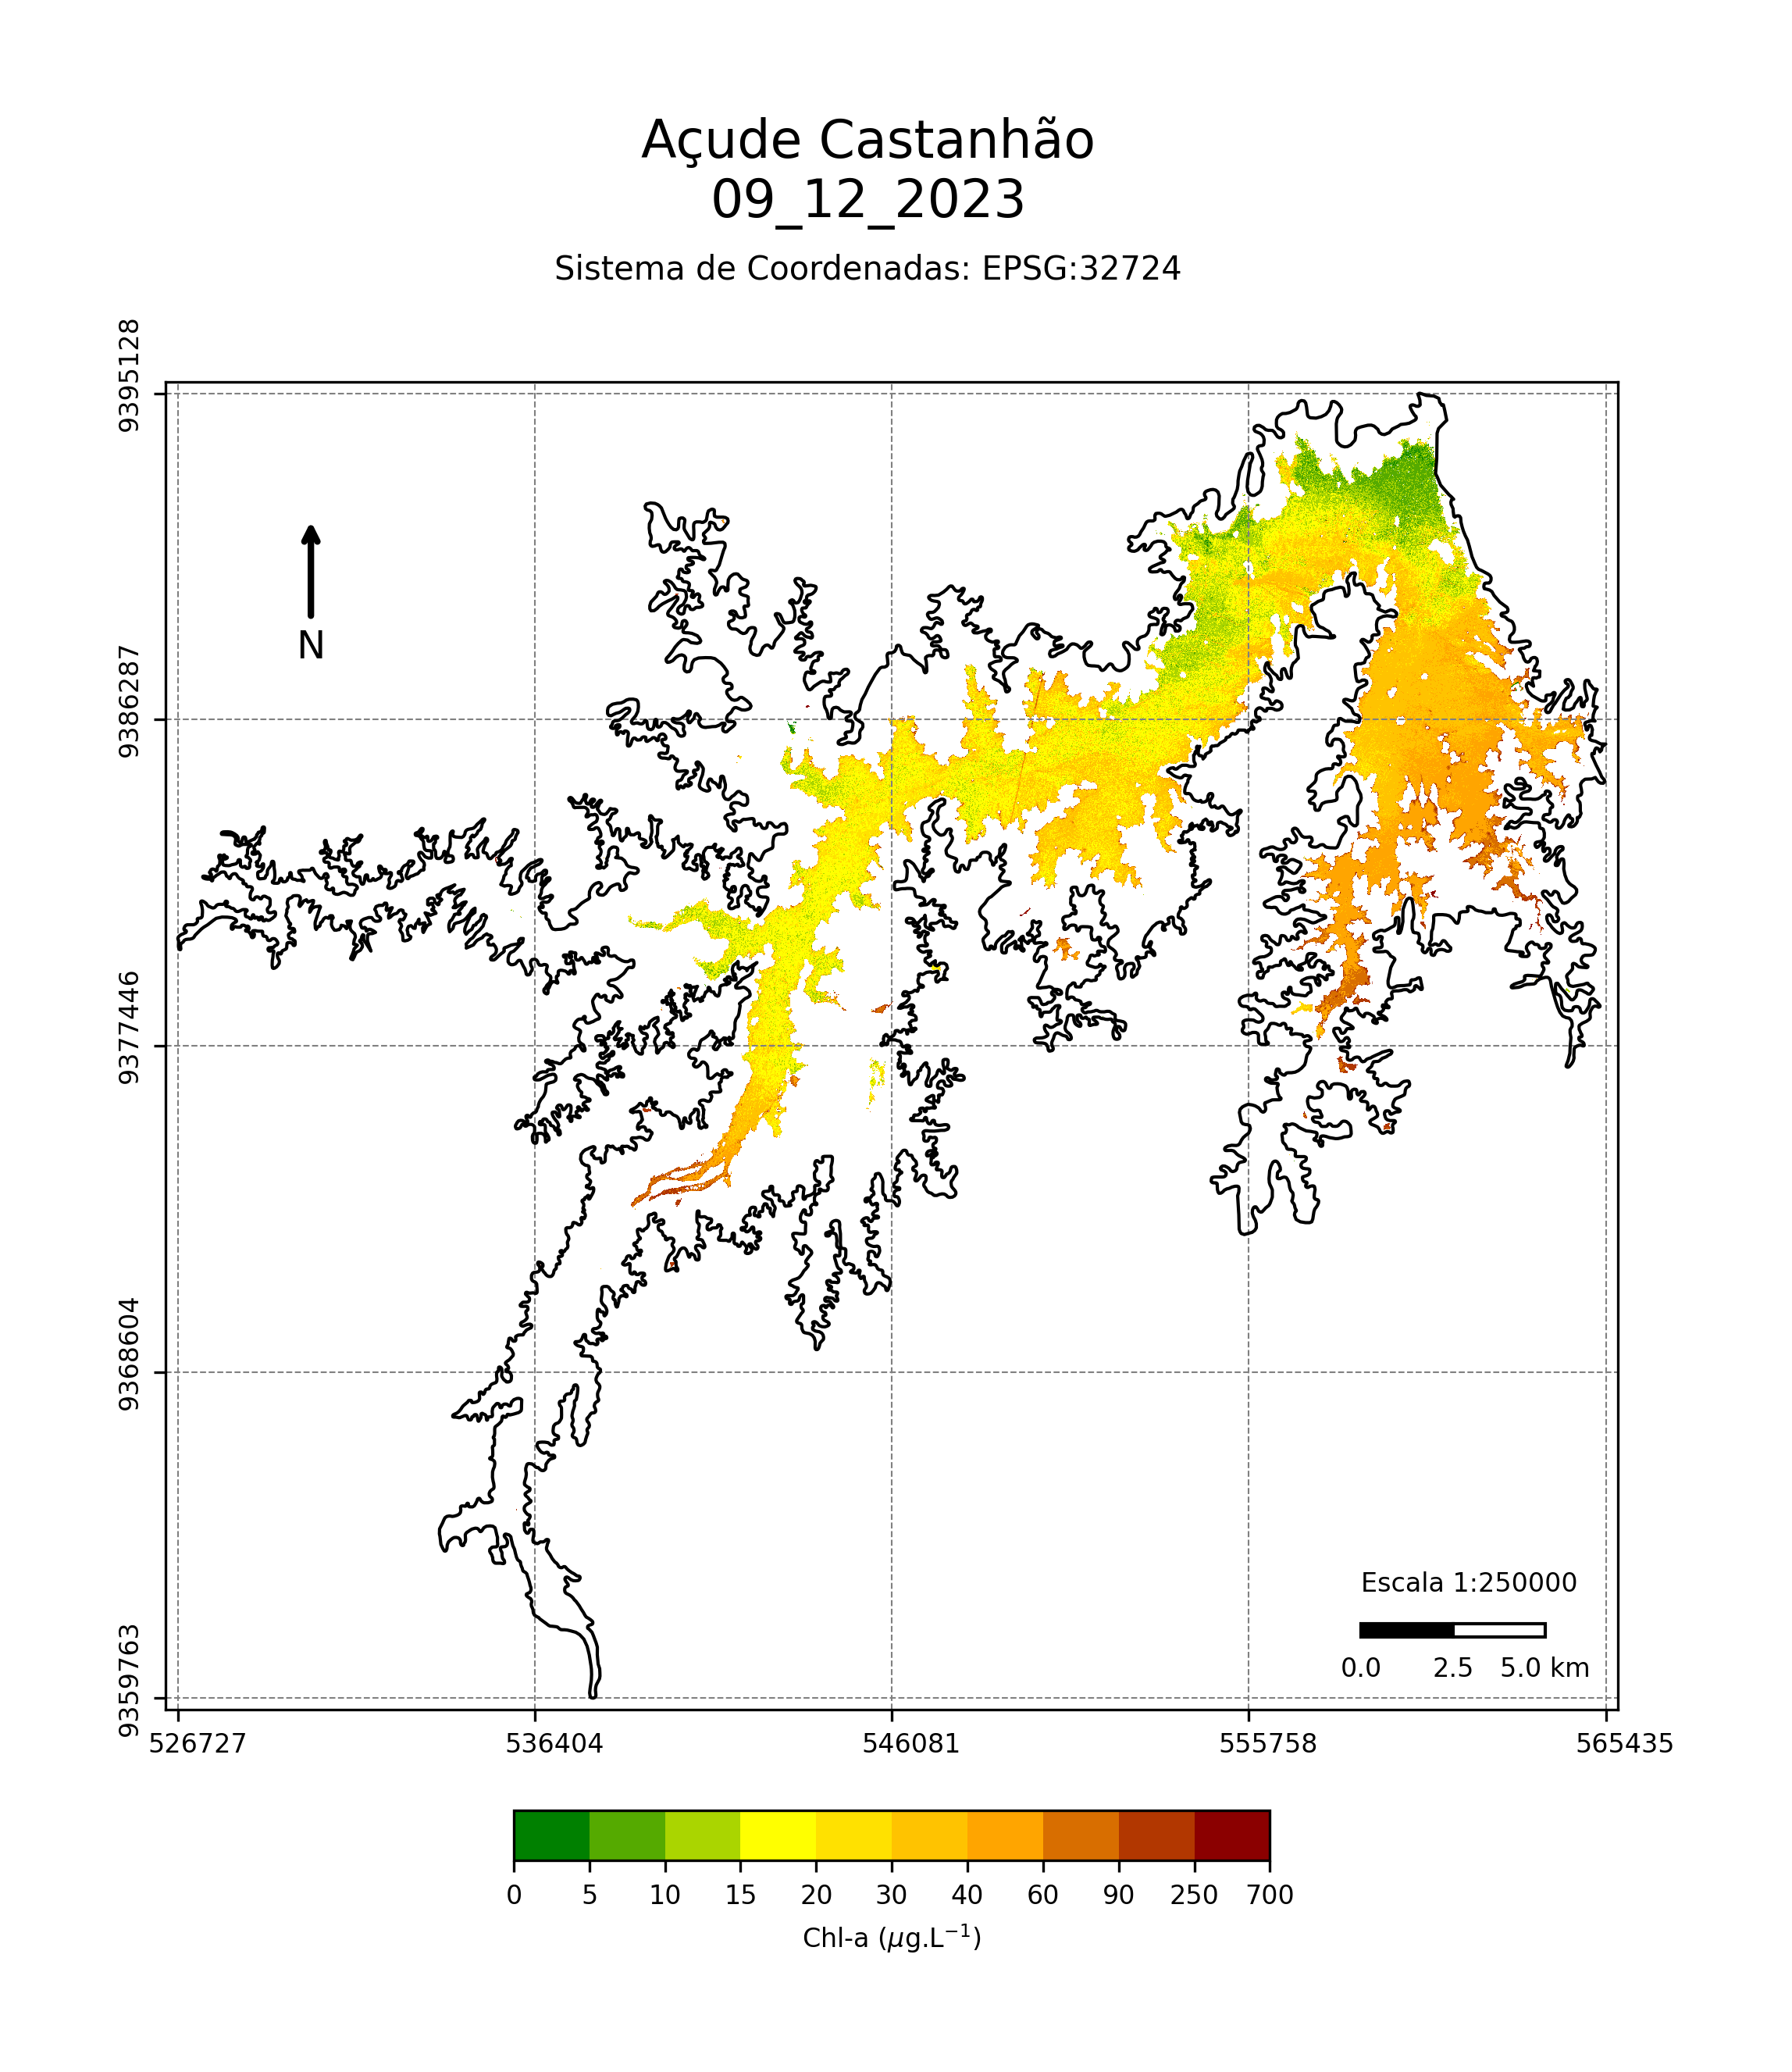 Açude Castanhão
09_12_2023
Sistema de Coordenadas: EPSG:32724
9395128
9386287
9377446
9368604
9359763
N
Escala 1:250000
0.0 2.5 5.0 km
526727 536404 546081 555758 565435
0 5 10 15 20 30 40 60 90 250 700
Chl-a (µg.L⁻¹)